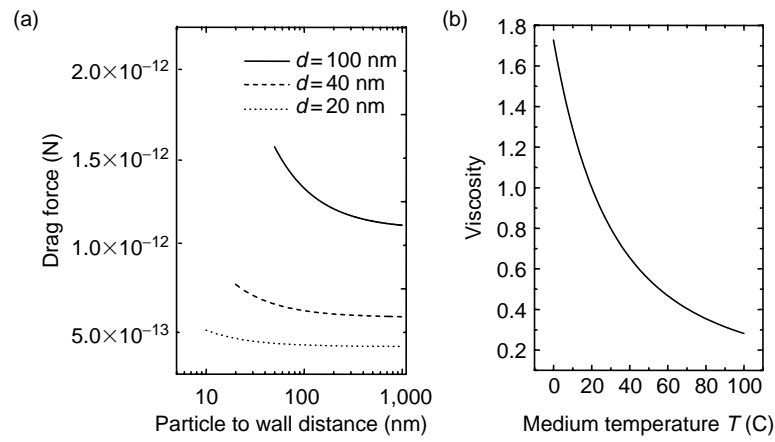 (a)
Drag force (N)
2.0×10⁻¹²
1.5×10⁻¹²
1.0×10⁻¹²
5.0×10⁻¹³
d=100 nm
d=40 nm
d=20 nm
10 100 1,000
Particle to wall distance (nm)
(b)
Viscosity
1.8
1.6
1.4
1.2
1.0
0.8
0.6
0.4
0.2
0 20 40 60 80 100
Medium temperature T (C)